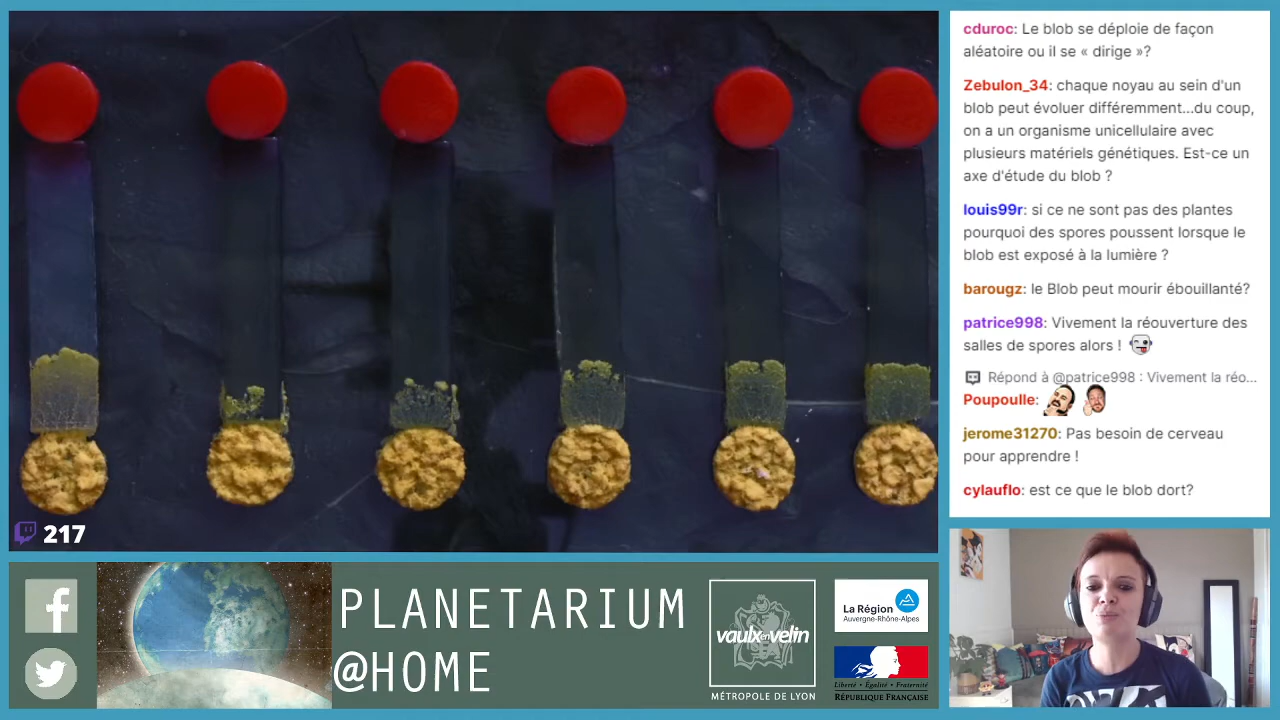 cduroc: Le blob se déploie de façon
aléatoire ou il se « dirige »?
Zebulon_34: chaque noyau au sein d'un
blob peut évoluer différemment...du coup,
on a un organisme unicellulaire avec
plusieurs matériels génétiques. Est-ce un
axe d'étude du blob ?
louis99r: si ce ne sont pas des plantes
pourquoi des spores poussent lorsque le
blob est exposé à la lumière ?
barougz: le Blob peut mourir ébouillanté?
patrice998: Vivement la réouverture des
salles de spores alors !
Répond à @patrice998 : Vivement la réo...
Poupoulle:
jerome31270: Pas besoin de cerveau
pour apprendre !
cylauflo: est ce que le blob dort?
217
PLANETARIUM
@HOME
vaulx en velin
MÉTROPOLE DE LYON
La Région
Auvergne-Rhône-Alpes
Liberté • Égalité • Fraternité
RÉPUBLIQUE FRANÇAISE